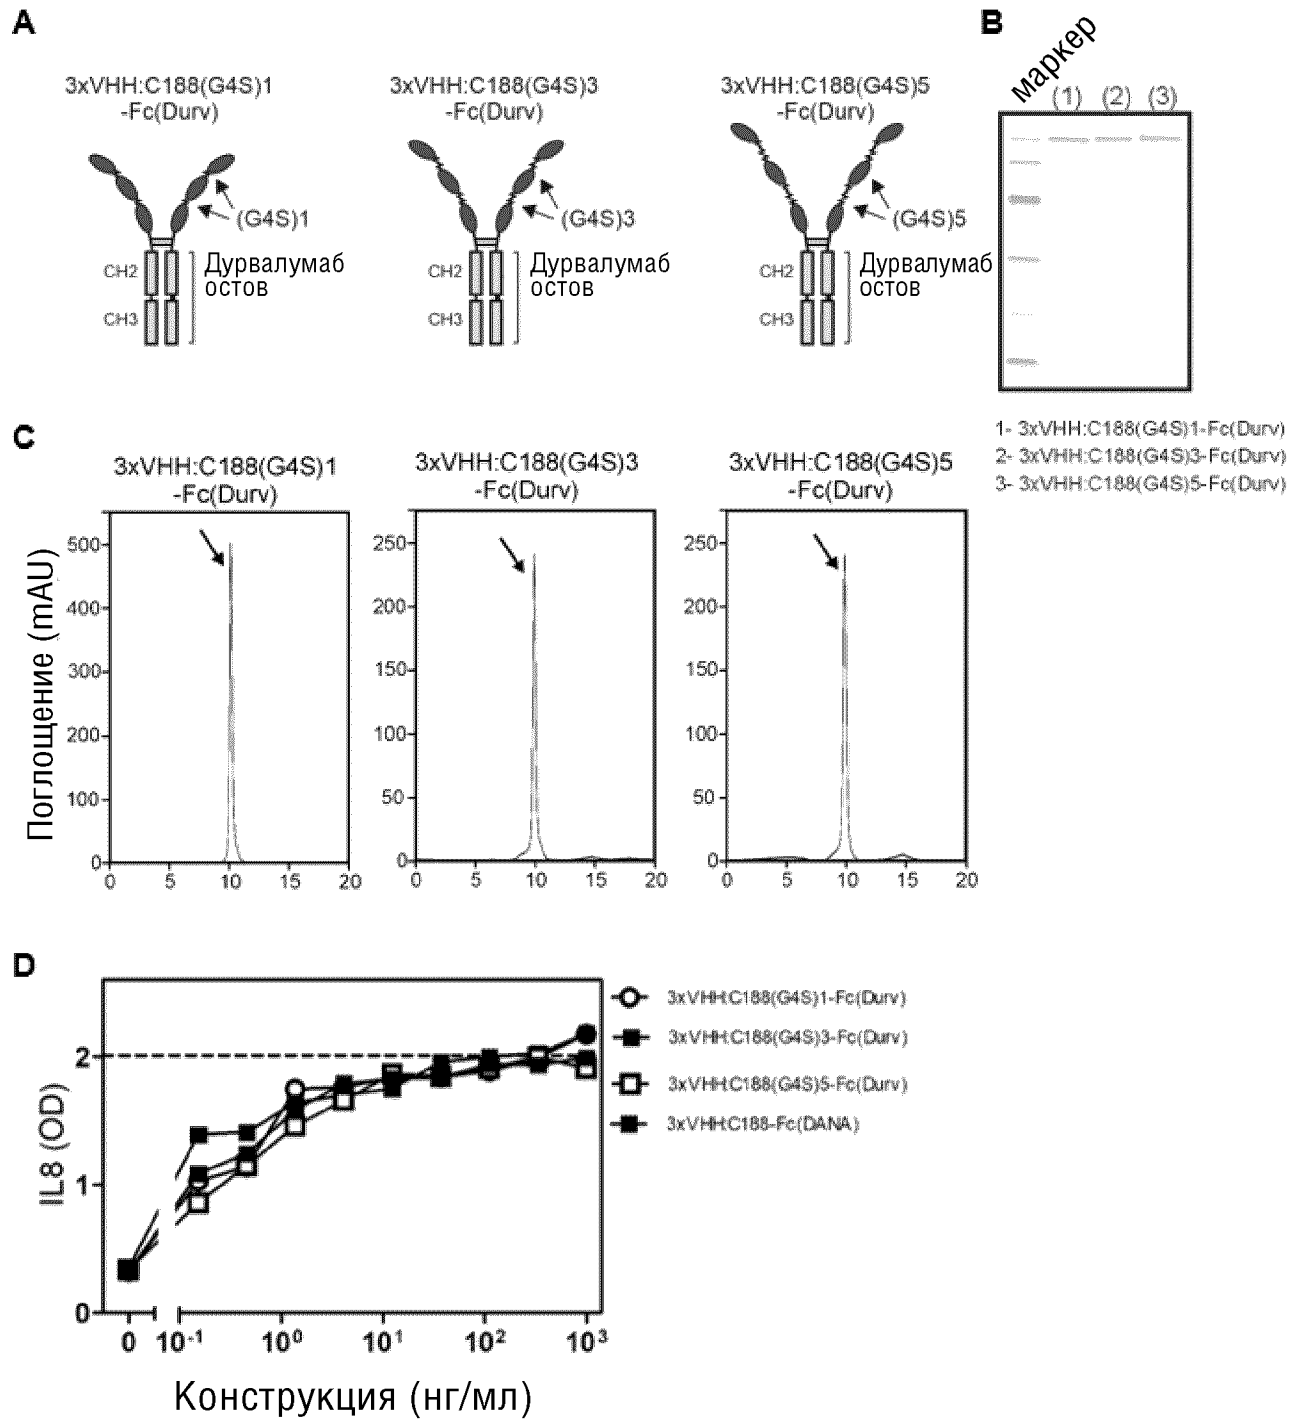 A
3xVHH:C188(G4S)1
-Fc(Durv)
(G4S)1
CH2
CH3
Дурвалумаб
остов
3xVHH:C188(G4S)3
-Fc(Durv)
(G4S)3
CH2
CH3
Дурвалумаб
остов
3xVHH:C188(G4S)5
-Fc(Durv)
(G4S)5
CH2
CH3
Дурвалумаб
остов
B
Маркер
(1) (2) (3)
1- 3xVHH:C188(G4S)1-Fc(Durv)
2- 3xVHH:C188(G4S)3-Fc(Durv)
3- 3xVHH:C188(G4S)5-Fc(Durv)
C
Поглощение (mAU)
3xVHH:C188(G4S)1
-Fc(Durv)
500
400
300
200
100
0
0 5 10 15 20
3xVHH:C188(G4S)3
-Fc(Durv)
250
200
150
100
50
0
0 5 10 15 20
3xVHH:C188(G4S)5
-Fc(Durv)
250
200
150
100
50
0
0 5 10 15 20
D
IL8 (OD)
2
1
0
0 10-1 10⁰ 10¹ 10² 10³
Конструкция (нг/мл)
3xVHH:C188(G4S)1-Fc(Durv)
3xVHH:C188(G4S)3-Fc(Durv)
3xVHH:C188(G4S)5-Fc(Durv)
3xVHH:C188-Fc(DANA)